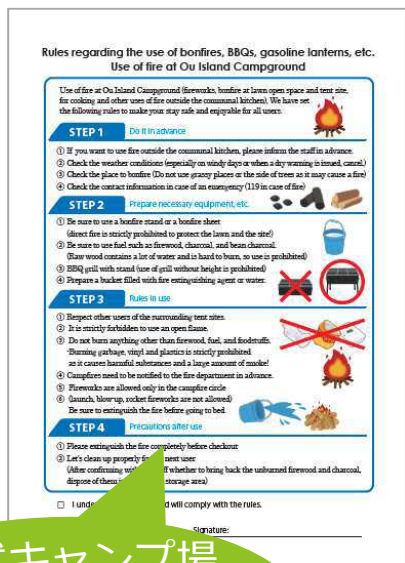 Rules regarding the use of bonfires, BBQs, gasoline lanterns, etc.
Use of fire at Ou Island Campground
Use of fire at Ou Island Campground (fireworks, bonfire at lawn open space and tent site,
for cooking and other uses of fire outside the communal kitchen), We have set
the following rules to make your stay safe and enjoyable for all users.
STEP 1 Do it in advance
① If you want to use fire outside the communal kitchen, please inform the staff in advance.
② Check the weather conditions (especially on windy days or when a dry warning is issued, cancel.)
③ Check the place to bonfire (Do not use grassy places or the side of trees as it may cause a fire)
④ Check the contact information in case of an emergency (119 in case of fire)
STEP 2 Prepare necessary equipment, etc.
① Be sure to use a bonfire stand or a bonfire sheet
(direct fire is strictly prohibited to protect the lawn and the site!)
② Be sure to use fuel such as firewood, charcoal, and bean charcoal.
(Raw wood contains a lot of water and is hard to burn, so use is prohibited)
③ BBQ grill with stand (use of grill without height is prohibited)
④ Prepare a bucket filled with fire extinguishing agent or water.
STEP 3 Rules in use
① Respect other users of the surrounding tent sites.
② It is strictly forbidden to use an open flame.
③ Do not burn anything other than firewood, fuel, and foodstuffs.
·Burning garbage, vinyl and plastics is strictly prohibited
as it causes harmful substances and a large amount of smoke!
④ Campfires need to be notified to the fire department in advance.
⑤ Fireworks are allowed only in the campfire circle
⑥ (launch, blow-up, rocket fireworks are not allowed)
Be sure to extinguish the fire before going to bed.
STEP 4 Precautions after use
① Please extinguish the fire completely before checkout
② Let's clean up properly next user
(After confirming whether to bring back the unburned firewood and charcoal,
dispose of them storage area)
□ I will comply with the rules.
Signature:
キャンプ場